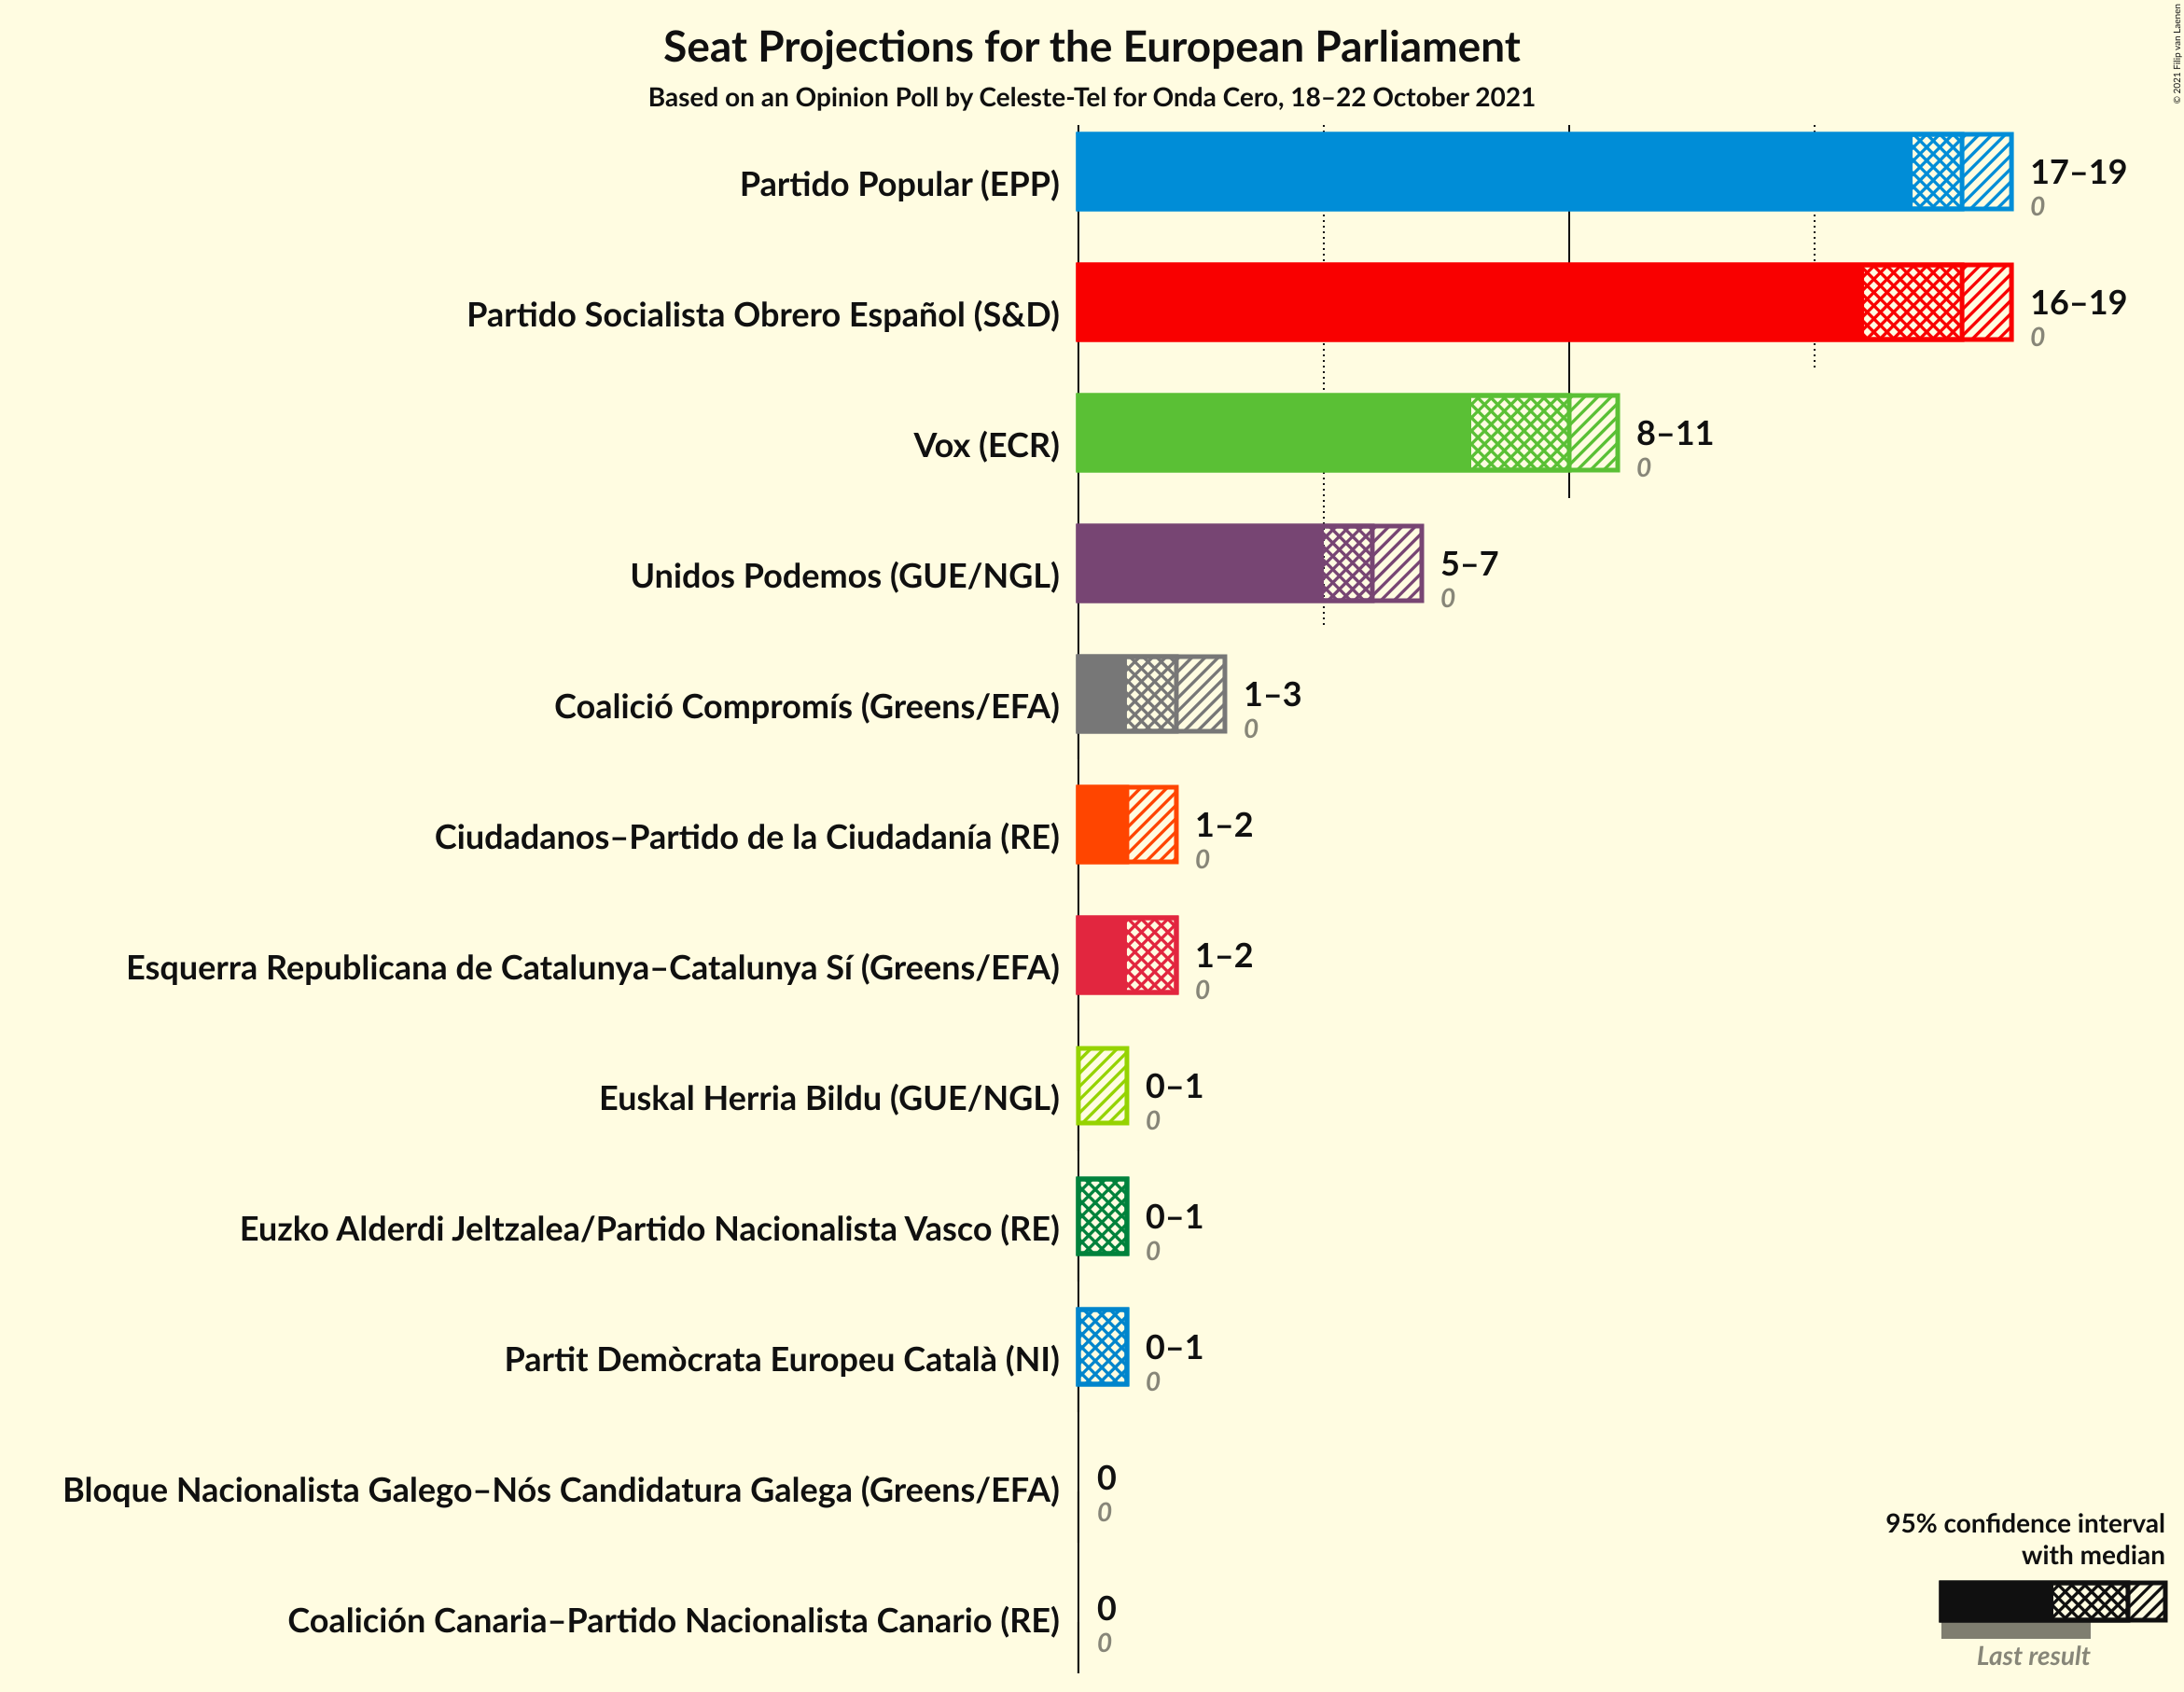 Seat Projections for the European Parliament
Based on an Opinion Poll by Celeste-Tel for Onda Cero, 18–22 October 2021
© 2021 Filip van Laenen
Partido Popular (EPP)
17–19
0
Partido Socialista Obrero Español (S&D)
16–19
0
Vox (ECR)
8–11
0
Unidos Podemos (GUE/NGL)
5–7
0
Coalició Compromís (Greens/EFA)
1–3
0
Ciudadanos–Partido de la Ciudadanía (RE)
1–2
0
Esquerra Republicana de Catalunya–Catalunya Sí (Greens/EFA)
1–2
0
Euskal Herria Bildu (GUE/NGL)
0–1
0
Euzko Alderdi Jeltzalea/Partido Nacionalista Vasco (RE)
0–1
0
Partit Demòcrata Europeu Català (NI)
0–1
0
Bloque Nacionalista Galego–Nós Candidatura Galega (Greens/EFA)
0
0
Coalición Canaria–Partido Nacionalista Canario (RE)
0
0
95% confidence interval
with median
Last result